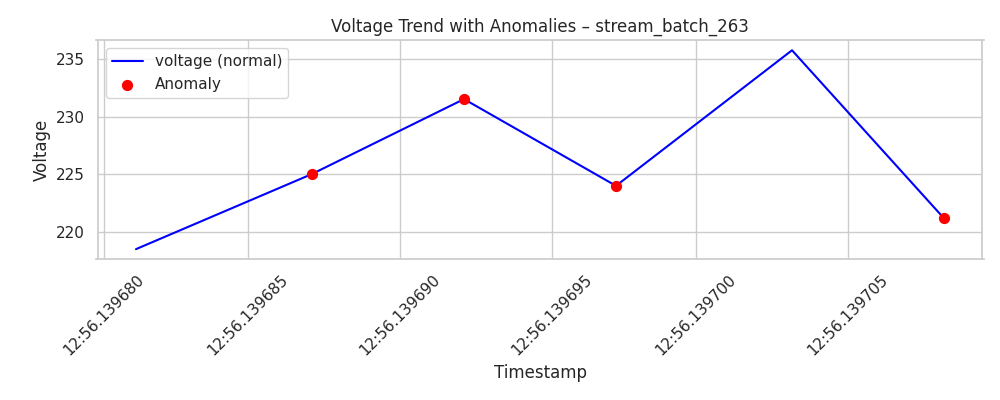 Voltage Trend with Anomalies – stream_batch_263
voltage (normal)
Anomaly
Voltage
235
230
225
220
12:56.139680
12:56.139685
12:56.139690
12:56.139695
12:56.139700
12:56.139705
Timestamp